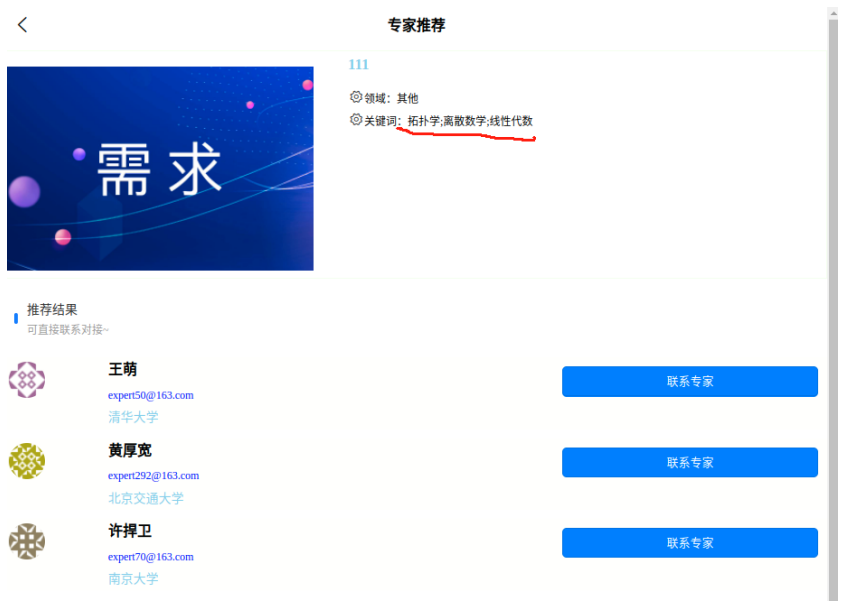 专家推荐
需求
111
领域：其他
关键词：拓扑学;离散数学;线性代数
推荐结果
可直接联系对接~
王萌
expert50@163.com
清华大学
联系专家
黄厚宽
expert292@163.com
北京交通大学
联系专家
许捍卫
expert70@163.com
南京大学
联系专家